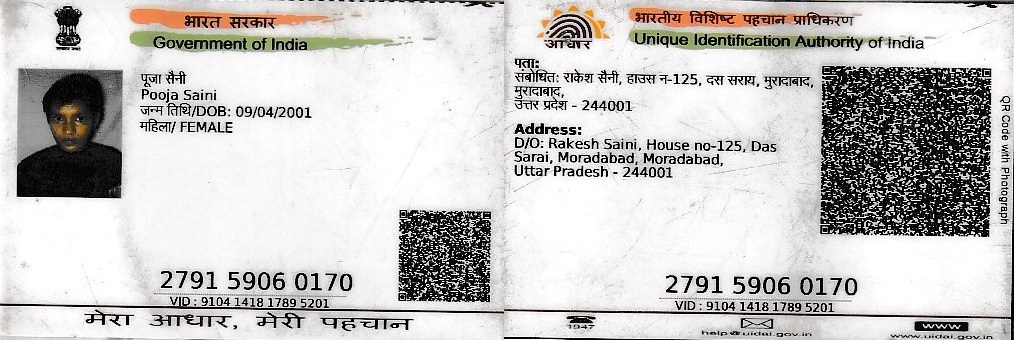 भारत सरकार
Government of India
पूजा सैनी
Pooja Saini
जन्म तिथि/DOB: 09/04/2001
महिला/ FEMALE
2791 5906 0170
VID : 9104 1418 1789 5201
मेरा आधार, मेरी पहचान
आधार
भारतीय विशिष्ट पहचान प्राधिकरण
Unique Identification Authority of India
पता:
संबोधित: राकेश सैनी, हाउस न-125, दस सराय, मुरादाबाद,
मुरादाबाद,
उत्तर प्रदेश - 244001
Address:
D/O: Rakesh Saini, House no-125, Das
Sarai, Moradabad, Moradabad,
Uttar Pradesh - 244001
QR Code with Photograph
2791 5906 0170
VID : 9104 1418 1789 5201
1947
help@uidai.gov.in
www
www.uidai.gov.in